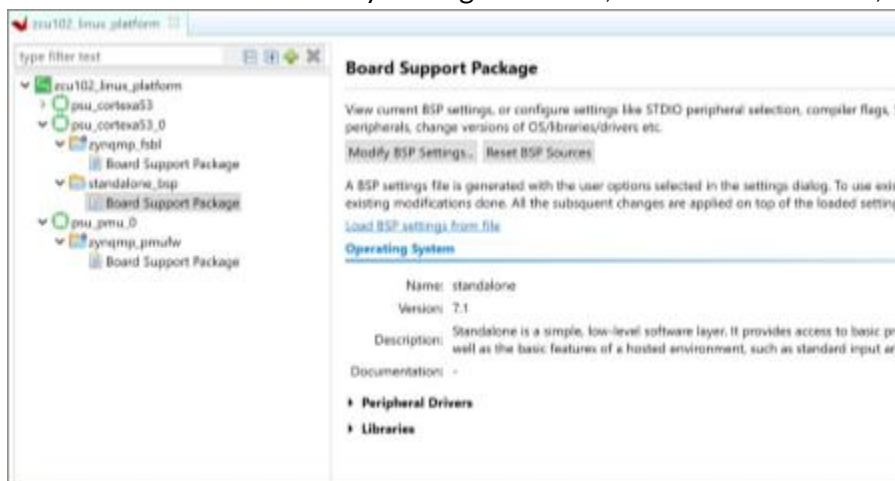 zcu102_linux_platform
type filter text
zcu102_linux_platform
psu_cortexa53
psu_cortexa53_0
zynqmp_fsbl
Board Support Package
standalone_bsp
Board Support Package
psu_pmu_0
zynqmp_pmufw
Board Support Package
Board Support Package
View current BSP settings, or configure settings like STDIO peripheral selection, compiler flags,
peripherals, change versions of OS/libraries/drivers etc.
Modify BSP Settings... Reset BSP Sources
A BSP settings file is generated with the user options selected in the settings dialog. To use
existing modifications done. All the subsequent changes are applied on top of the loaded
Load BSP settings from file
Operating System
Name: standalone
Version: 7.1
Description: Standalone is a simple, low-level software layer. It provides access to basic
well as the basic features of a hosted environment, such as standard input
Documentation: -
Peripheral Drivers
Libraries